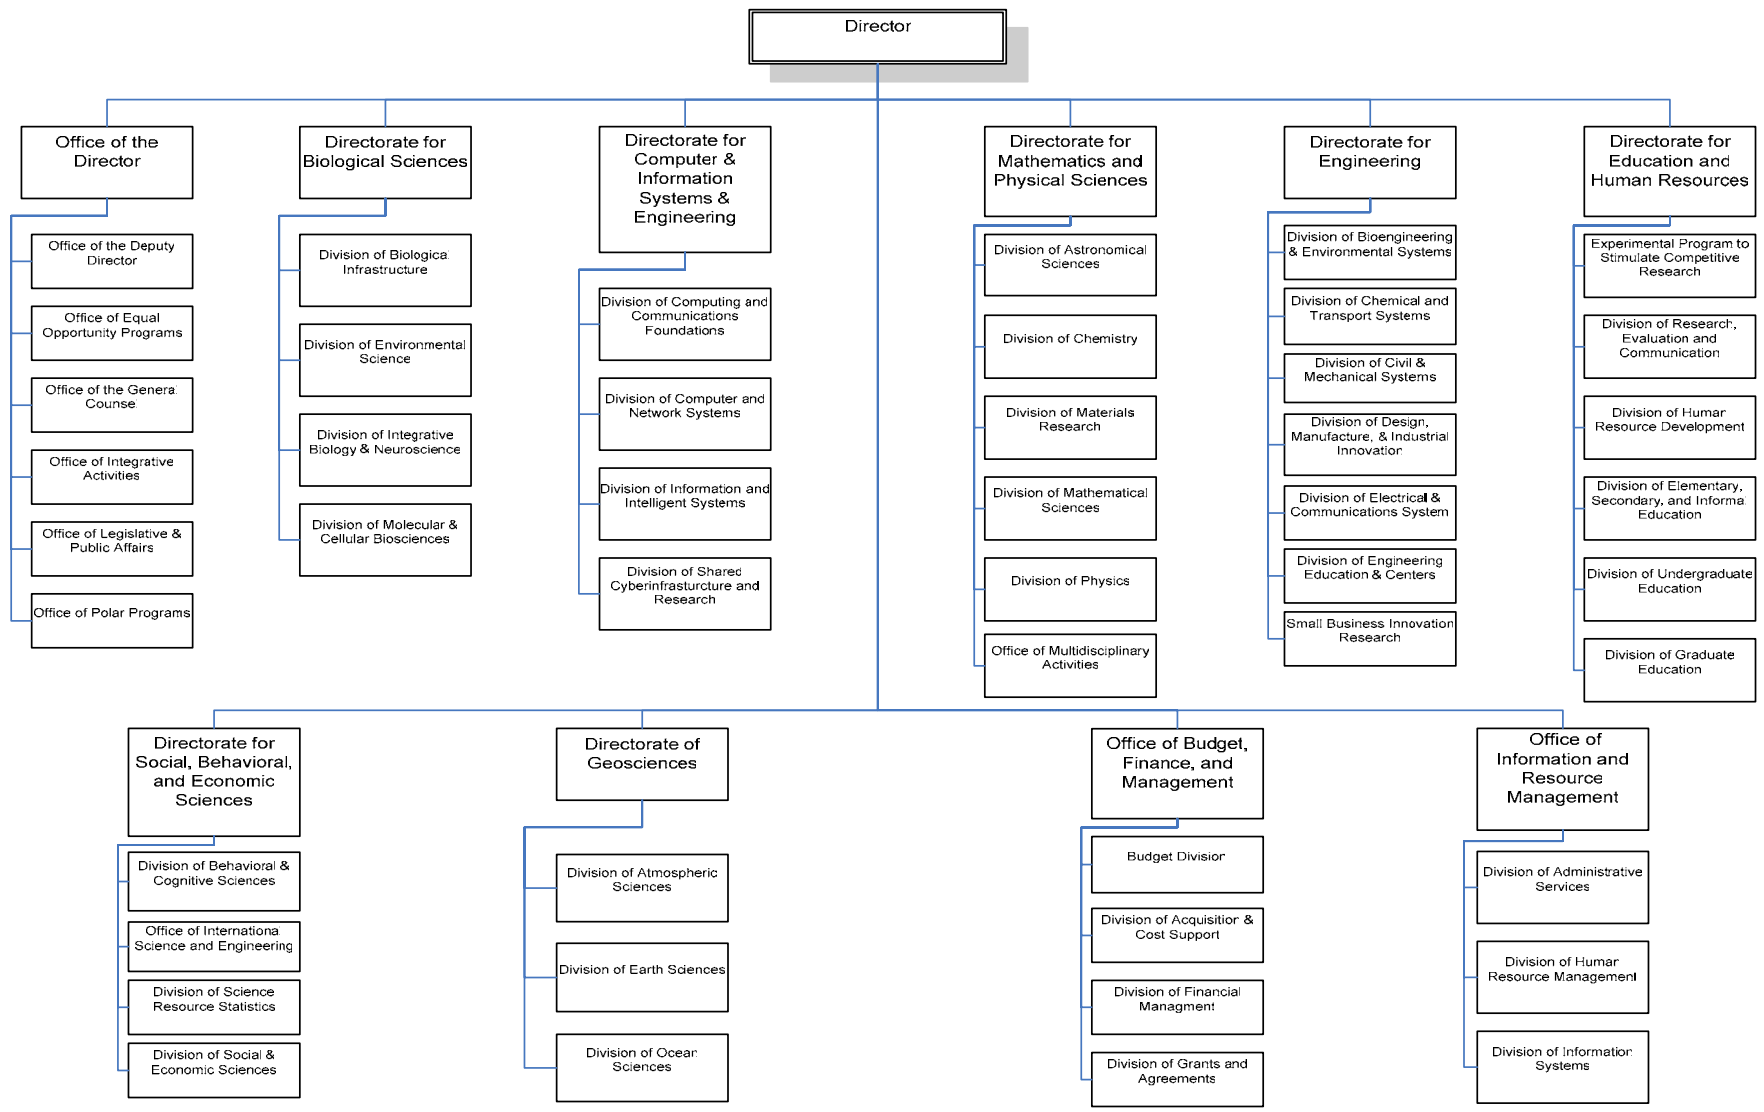 Director
Office of the
Director
Office of the Deputy
Director
Office of Equal
Opportunity Programs
Office of the General
Counsel
Office of Integrative
Activities
Office of Legislative &
Public Affairs
Office of Polar Programs
Directorate for
Biological Sciences
Division of Biological
Infrastructure
Division of Environmental
Science
Division of Integrative
Biology & Neuroscience
Division of Molecular &
Cellular Biosciences
Directorate for
Computer &
Information
Systems &
Engineering
Division of Computing and
Communications
Foundations
Division of Computer and
Network Systems
Division of Information and
Intelligent Systems
Division of Shared
Cyberinfrasturcture and
Research
Directorate for
Mathematics and
Physical Sciences
Division of Astronomical
Sciences
Division of Chemistry
Division of Materials
Research
Division of Mathematical
Sciences
Division of Physics
Office of Multidisciplinary
Activities
Directorate for
Engineering
Division of Bioengineering
& Environmental Systems
Division of Chemical and
Transport Systems
Division of Civil &
Mechanical Systems
Division of Design,
Manufacture, & Industrial
Innovation
Division of Electrical &
Communications System
Division of Engineering
Education & Centers
Small Business Innovation
Research
Directorate for
Education and
Human Resources
Experimental Program to
Stimulate Competitive
Research
Division of Research,
Evaluation and
Communication
Division of Human
Resource Development
Division of Elementary,
Secondary, and Informal
Education
Division of Undergraduate
Education
Division of Graduate
Education
Directorate for
Social, Behavioral,
and Economic
Sciences
Division of Behavioral &
Cognitive Sciences
Office of International
Science and Engineering
Division of Science
Resource Statistics
Division of Social &
Economic Sciences
Directorate of
Geosciences
Division of Atmospheric
Sciences
Division of Earth Sciences
Division of Ocean
Sciences
Office of Budget,
Finance, and
Management
Budget Division
Division of Acquisition &
Cost Support
Division of Financial
Managment
Division of Grants and
Agreements
Office of
Information and
Resource
Management
Division of Administrative
Services
Division of Human
Resource Management
Division of Information
Systems